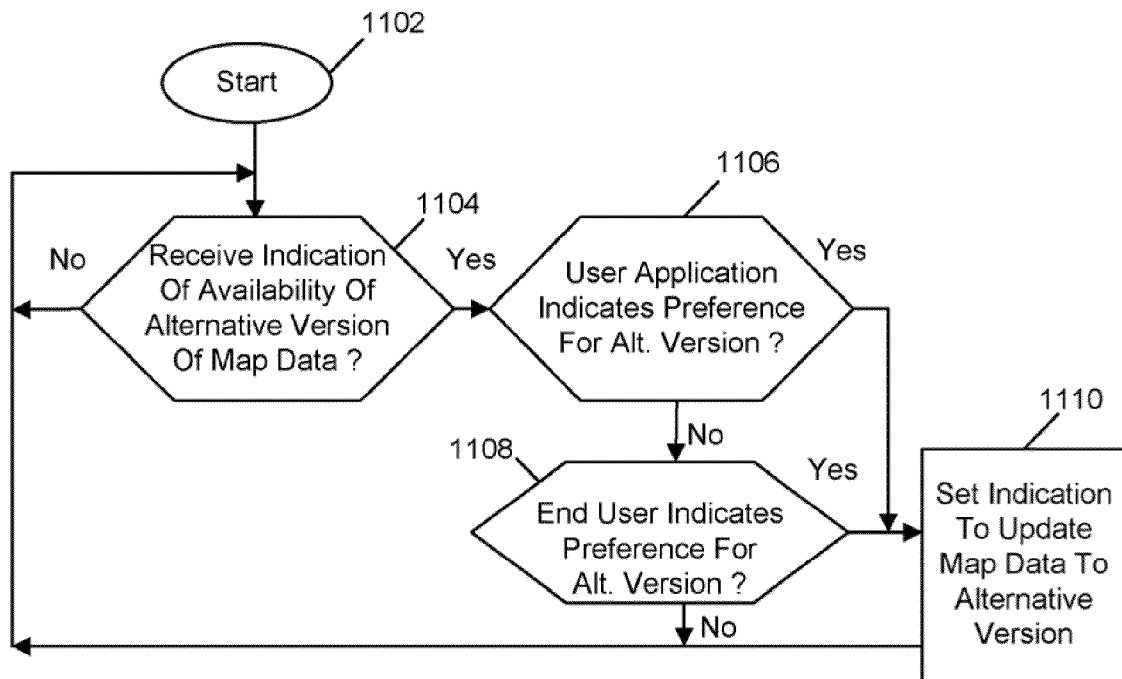 1102
Start
1104
No
Receive Indication
Of Availability Of
Alternative Version
Of Map Data ?
Yes
1106
User Application
Indicates Preference
For Alt. Version ?
Yes
No
1108
End User Indicates
Preference For
Alt. Version ?
Yes
No
1110
Set Indication
To Update
Map Data To
Alternative
Version